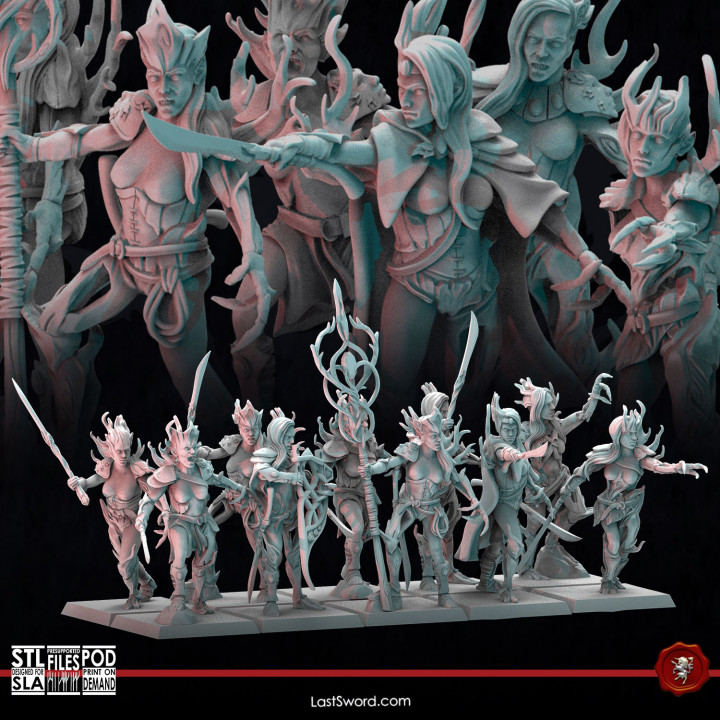 STL
DESIGNED FOR
SLA
PRESUPPORTED
FILES
POD
PRINT ON
DEMAND
LastSword.com